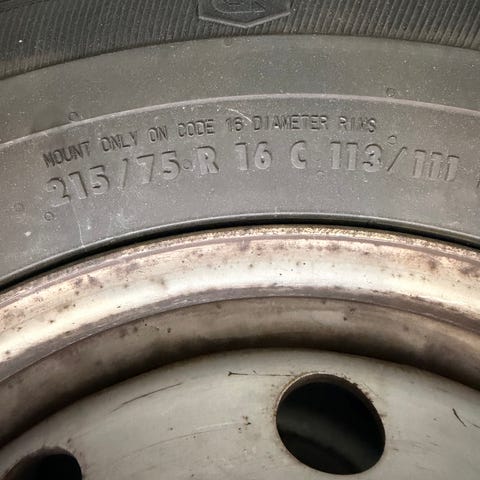 MOUNT ONLY ON CODE 16 DIAMETER RIMS
215/75 R 16 C 113/111